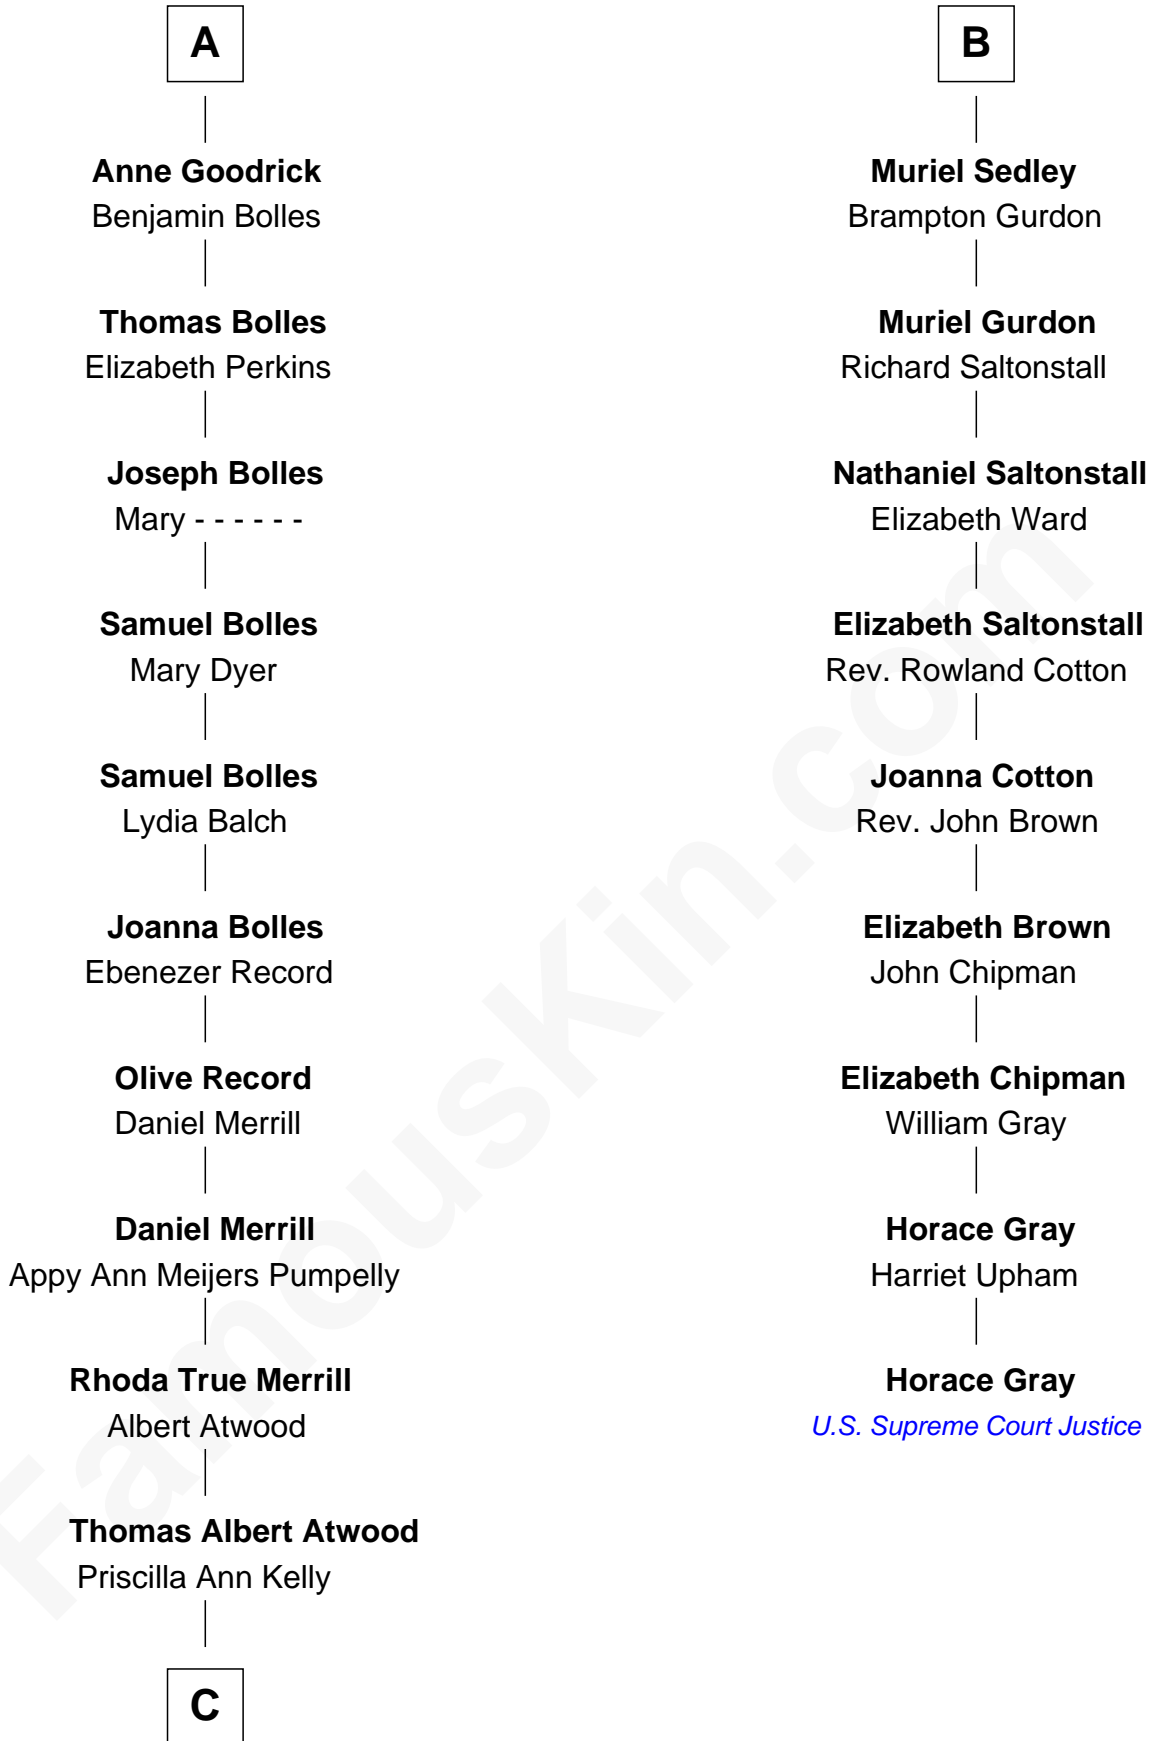 A
Anne Goodrick
Benjamin Bolles
Thomas Bolles
Elizabeth Perkins
Joseph Bolles
Mary - - - - - -
Samuel Bolles
Mary Dyer
Samuel Bolles
Lydia Balch
Joanna Bolles
Ebenezer Record
Olive Record
Daniel Merrill
Daniel Merrill
Appy Ann Meijers Pumpelly
Rhoda True Merrill
Albert Atwood
Thomas Albert Atwood
Priscilla Ann Kelly
C
B
Muriel Sedley
Brampton Gurdon
Muriel Gurdon
Richard Saltonstall
Nathaniel Saltonstall
Elizabeth Ward
Elizabeth Saltonstall
Rev. Rowland Cotton
Joanna Cotton
Rev. John Brown
Elizabeth Brown
John Chipman
Elizabeth Chipman
William Gray
Horace Gray
Harriet Upham
Horace Gray
U.S. Supreme Court Justice
FamousKin.com